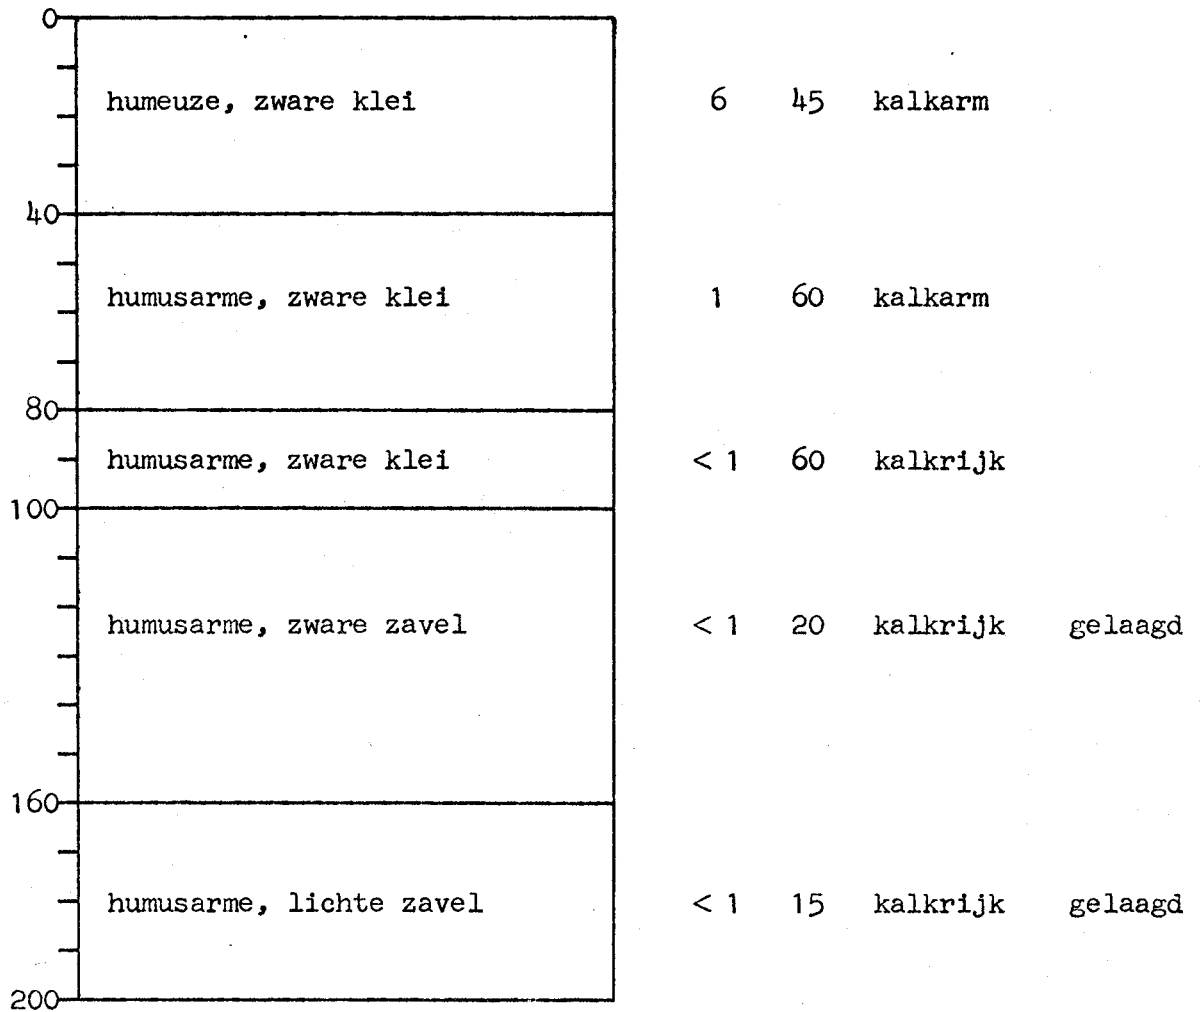 0
humeuze, zware klei 6 45 kalkarm
40
humusarme, zware klei 1 60 kalkarm
80
humusarme, zware klei < 1 60 kalkrijk
100
humusarme, zware zavel < 1 20 kalkrijk gelaagd
160
humusarme, lichte zavel < 1 15 kalkrijk gelaagd
200